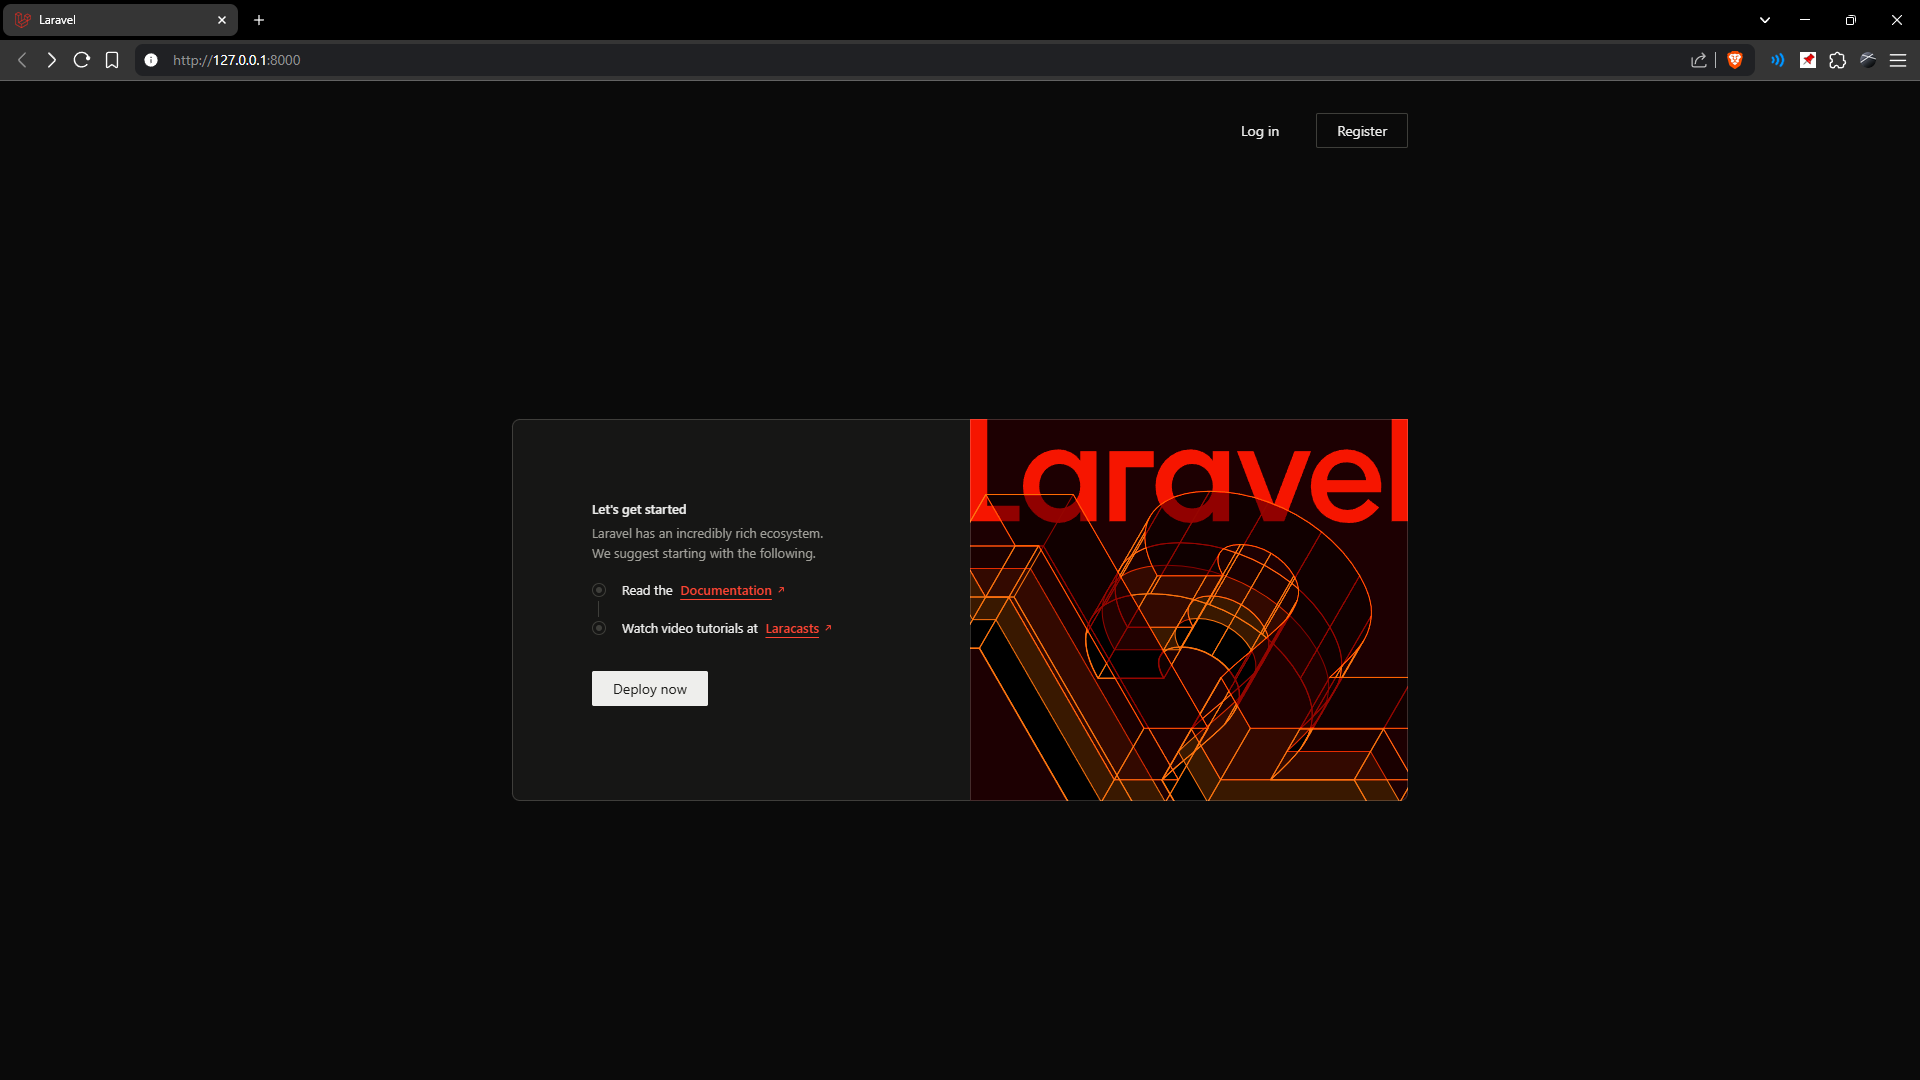 Laravel
http://127.0.0.1:8000
Log in
Register
Let's get started
Laravel has an incredibly rich ecosystem.
We suggest starting with the following.
Read the Documentation
Watch video tutorials at Laracasts
Deploy now
Laravel